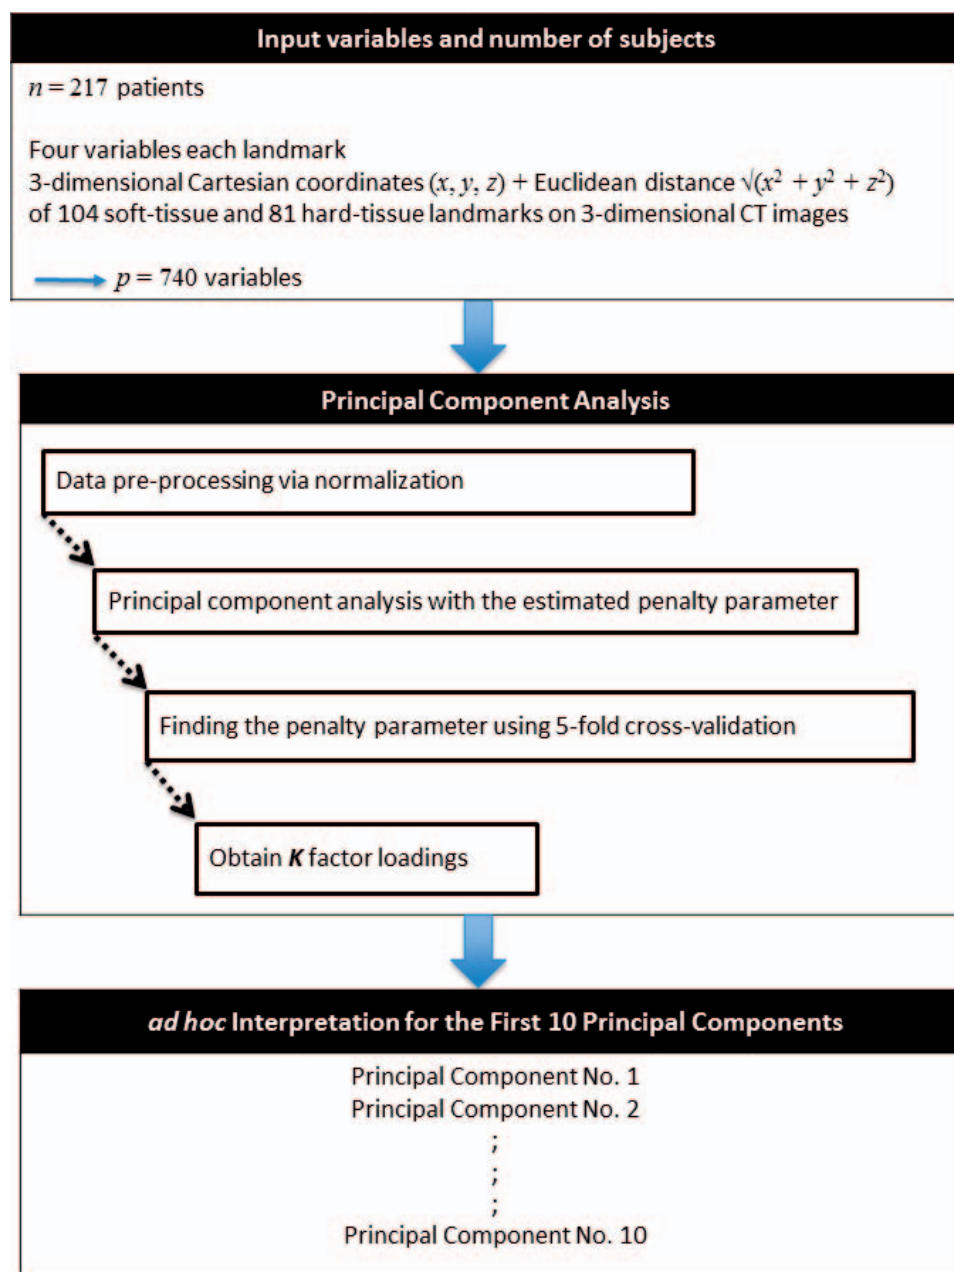 Input variables and number of subjects
n = 217 patients
Four variables each landmark
3-dimensional Cartesian coordinates (x, y, z) + Euclidean distance √(x² + y² + z²)
of 104 soft-tissue and 81 hard-tissue landmarks on 3-dimensional CT images
p = 740 variables
Principal Component Analysis
Data pre-processing via normalization
Principal component analysis with the estimated penalty parameter
Finding the penalty parameter using 5-fold cross-validation
Obtain K factor loadings
ad hoc Interpretation for the First 10 Principal Components
Principal Component No. 1
Principal Component No. 2
;
;
;
Principal Component No. 10